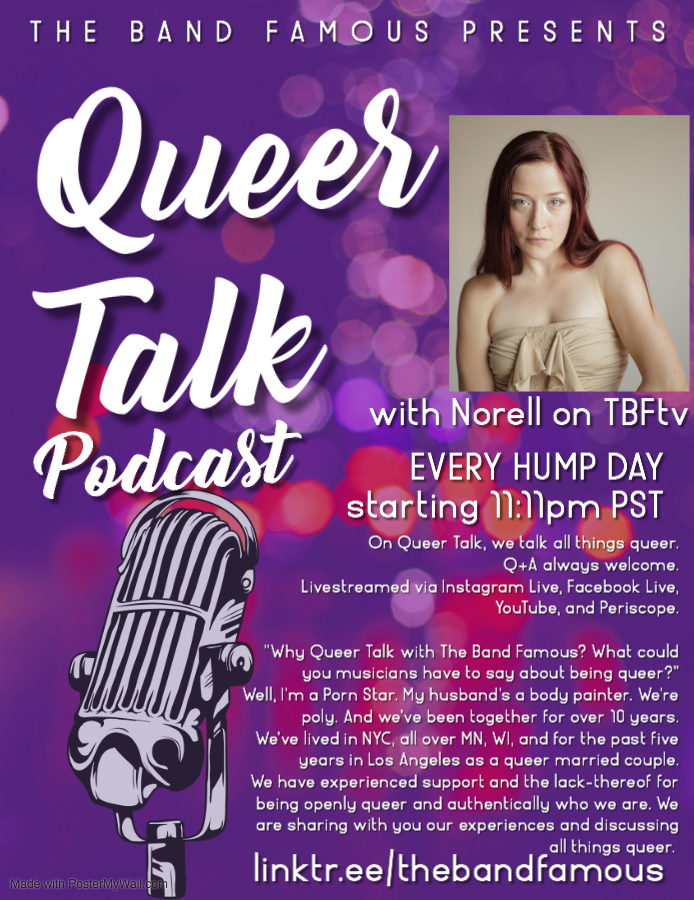 THE BAND FAMOUS PRESENTS
Queer
Talk
Podcast
with Norell on TBFtv
EVERY HUMP DAY
starting 11:11pm PST
On Queer Talk, we talk all things queer.
Q+A always welcome.
Livestreamed via Instagram Live, Facebook Live,
YouTube, and Periscope.
"Why Queer Talk with The Band Famous? What could
you musicians have to say about being queer?"
Well, I'm a Porn Star. My husband's a body painter. We're
poly. And we've been together for over 10 years.
We've lived in NYC, all over MN, WI, and for the past five
years in Los Angeles as a queer married couple.
We have experienced support and the lack-thereof for
being openly queer and authentically who we are. We
are sharing with you our experiences and discussing
all things queer.
linktr.ee/thebandfamous
Made with PosterMyWall.com